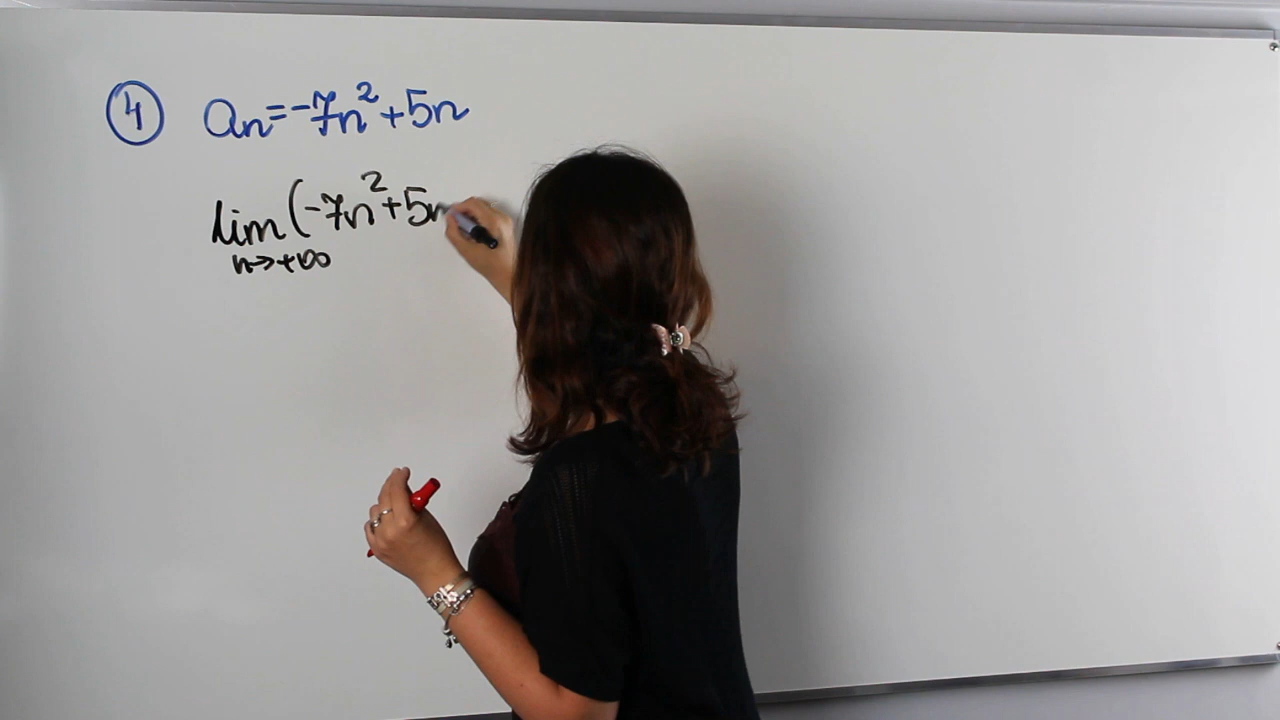 ④ an=-7n²+5n
lim (-7n²+5n
n→+∞